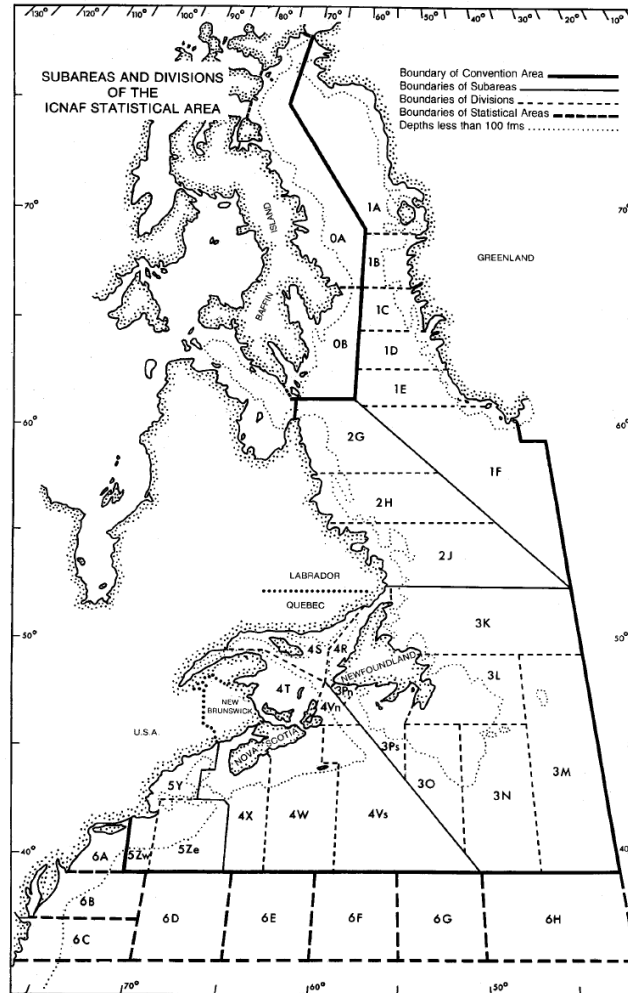 130° 120° 110° 100° 90° 80° 70° 60° 50° 40° 30° 20° 10°
SUBAREAS AND DIVISIONS
OF THE
ICNAF STATISTICAL AREA
Boundary of Convention Area
Boundaries of Subareas
Boundaries of Divisions
Boundaries of Statistical Areas
Depths less than 100 fms
70° 70°
1A
ISLAND
0A
1B
GREENLAND
BAFFIN
1C
0B
1D
1E
60° 60°
2G
1F
2H
2J
LABRADOR
QUEBEC
3K
50° 50°
4S 4R
NEWFOUNDLAND
3L
4T
3Pn
NEW
BRUNSWICK
4Vn
U.S.A.
NOVA SCOTIA
3Ps
3M
5Y
3O
3N
4X 4W 4Vs
40° 40°
6A 5Zw 5Ze
6B
6D 6E 6F 6G 6H
6C
70° 60° 50°